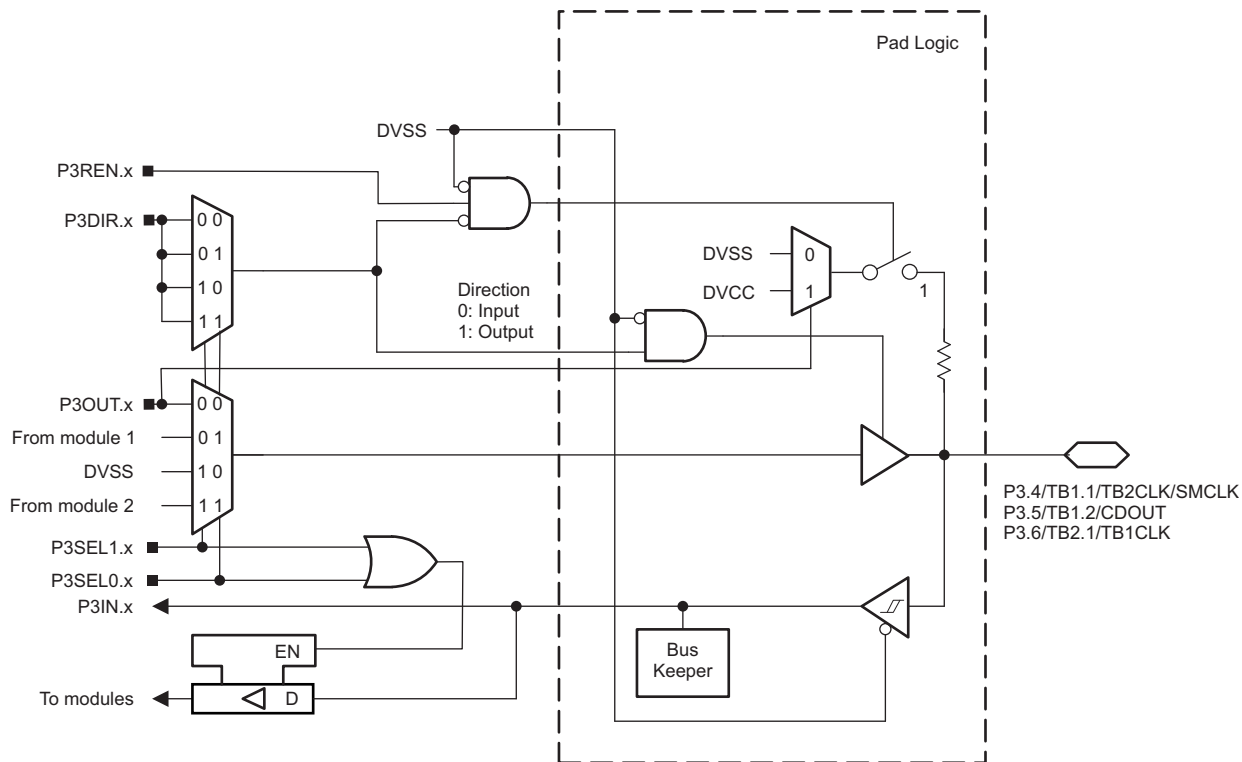 Pad Logic
DVSS
P3REN.x
P3DIR.x
0 0
0 1
1 0
1 1
Direction
0: Input
1: Output
DVSS
0
DVCC
1
1
P3OUT.x
0 0
From module 1
0 1
DVSS
1 0
From module 2
1 1
P3.4/TB1.1/TB2CLK/SMCLK
P3.5/TB1.2/CDOUT
P3.6/TB2.1/TB1CLK
P3SEL1.x
P3SEL0.x
P3IN.x
Bus
Keeper
EN
To modules
D